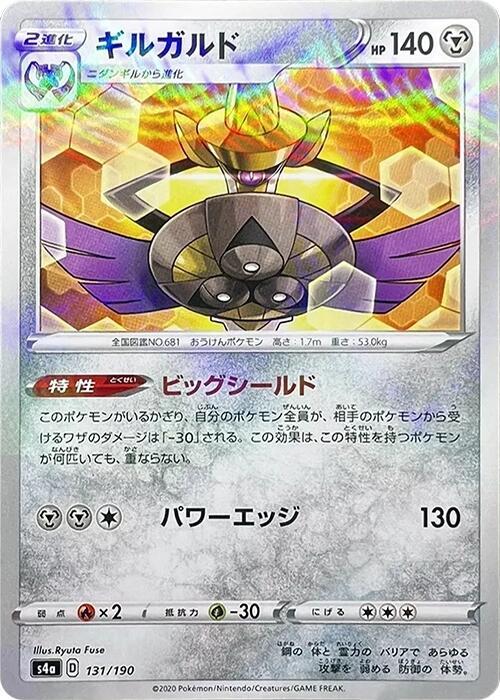 2進化
ギルガルド
HP 140
ニダンギルから進化
全国図鑑NO.681 おうけんポケモン 高さ:1.7m 重さ:53.0kg
特性 とくせい
ビッグシールド
このポケモンがいるかぎり、自分のポケモン全員が、相手のポケモンから受
けるワザのダメージは「-30」される。この効果は、この特性を持つポケモン
が何匹いても、重ならない。
パワーエッジ 130
弱点 ×2 抵抗力 -30 にげる
Illus.Ryuta Fuse
鋼の 体と 霊力の バリアで あらゆる
攻撃を 弱める 防御の 体勢。
s4a D 131/190
©2020 Pokémon/Nintendo/Creatures/GAME FREAK.